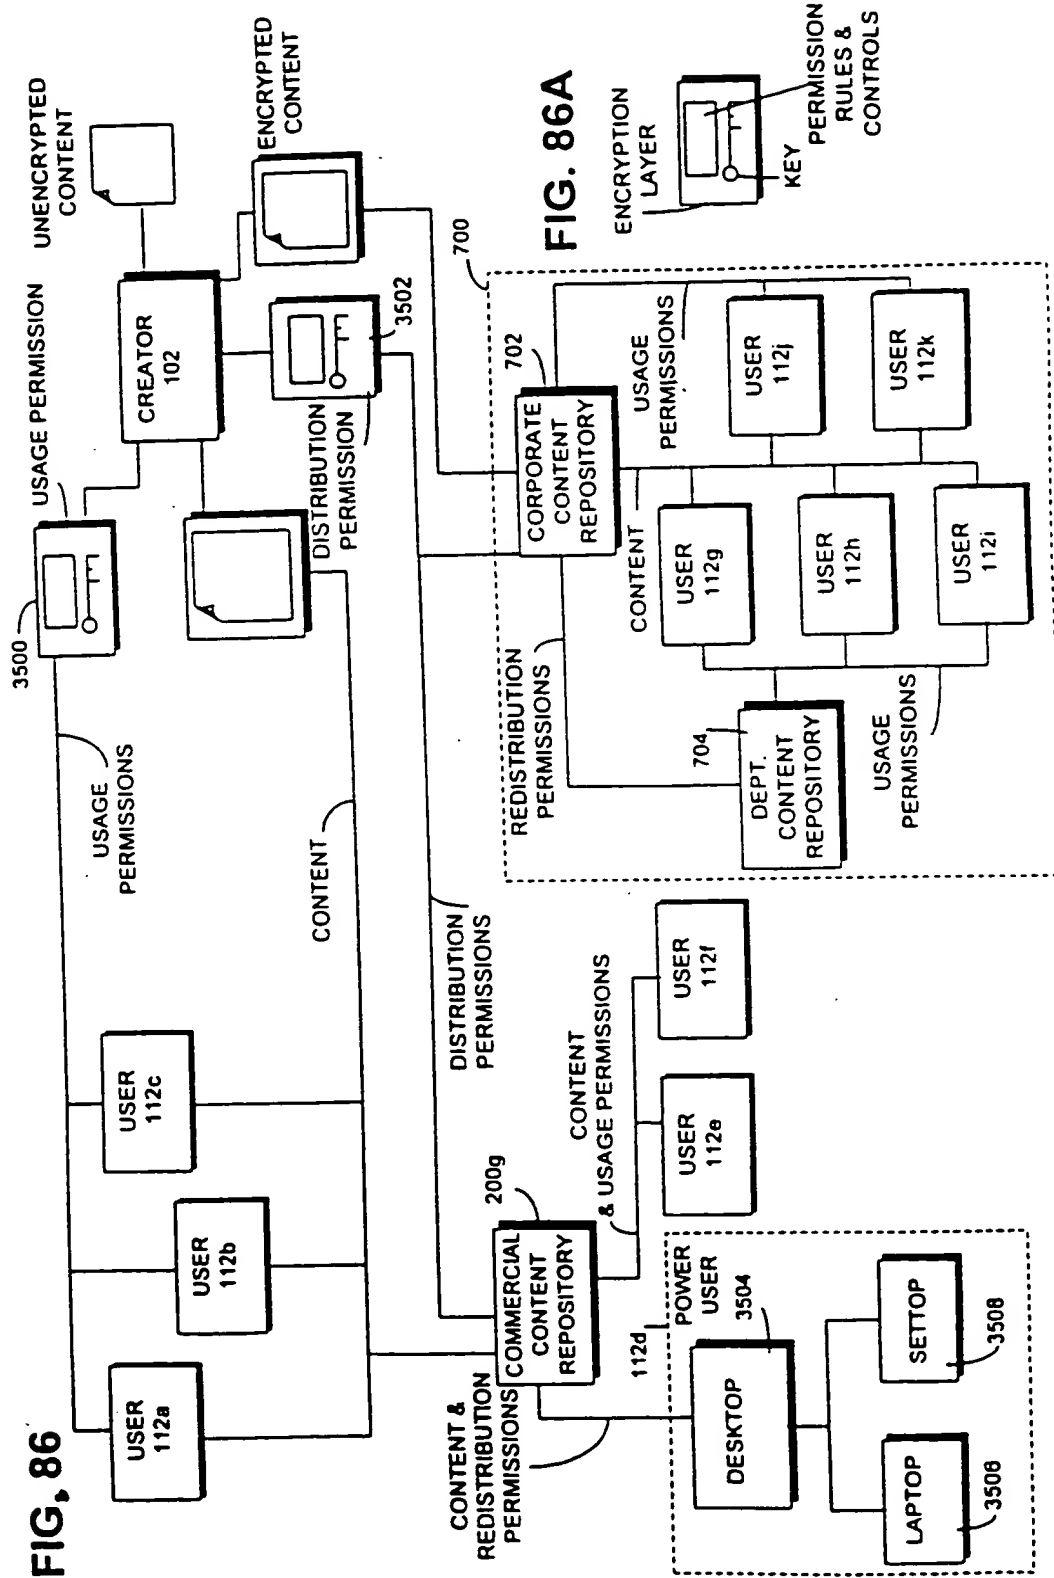 FIG. 86
USER
112a
USER
112b
USER
112c
USAGE
PERMISSIONS
CONTENT
3500
USAGE PERMISSION
CREATOR
102
UNENCRYPTED
CONTENT
ENCRYPTED
CONTENT
DISTRIBUTION
PERMISSION
3502
DISTRIBUTION
PERMISSIONS
COMMERCIAL
CONTENT
REPOSITORY
200g
CONTENT &
REDISTRIBUTION
PERMISSIONS
CONTENT
& USAGE PERMISSIONS
USER
112e
USER
112f
112d
POWER
USER
DESKTOP
3504
LAPTOP
3506
SETTOP
3508
700
CORPORATE
CONTENT
REPOSITORY
702
REDISTRIBUTION
PERMISSIONS
CONTENT
USAGE
PERMISSIONS
DEPT.
CONTENT
REPOSITORY
704
USAGE
PERMISSIONS
USER
112g
USER
112h
USER
112i
USER
112j
USER
112k
FIG. 86A
ENCRYPTION
LAYER
KEY
PERMISSION
RULES &
CONTROLS